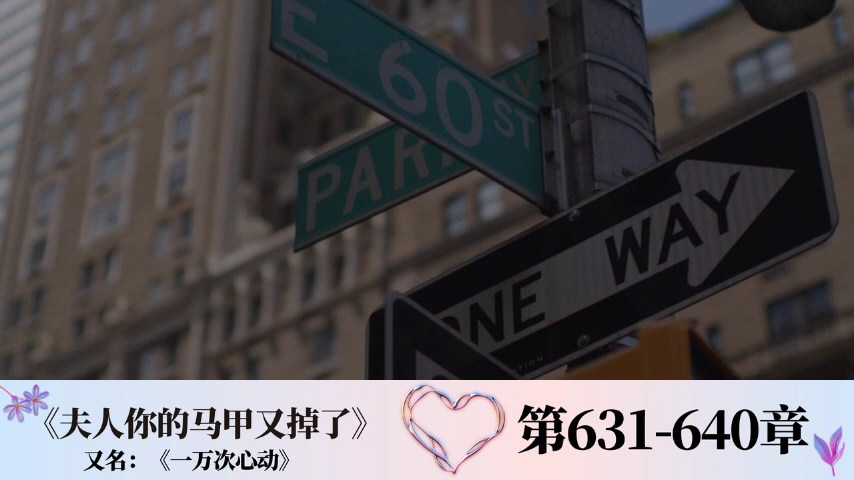 E 60 ST
PARK AV
ONE WAY
《夫人你的马甲又掉了》
又名：《一万次心动》
第631-640章